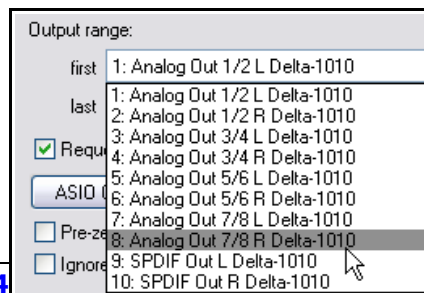 Output range:
first 1: Analog Out 1/2 L Delta-1010
last
1: Analog Out 1/2 L Delta-1010
2: Analog Out 1/2 R Delta-1010
3: Analog Out 3/4 L Delta-1010
4: Analog Out 3/4 R Delta-1010
Requ
5: Analog Out 5/6 L Delta-1010
6: Analog Out 5/6 R Delta-1010
ASIO
7: Analog Out 7/8 L Delta-1010
Pre-ze
8: Analog Out 7/8 R Delta-1010
Ignore
9: SPDIF Out L Delta-1010
10: SPDIF Out R Delta-1010
4